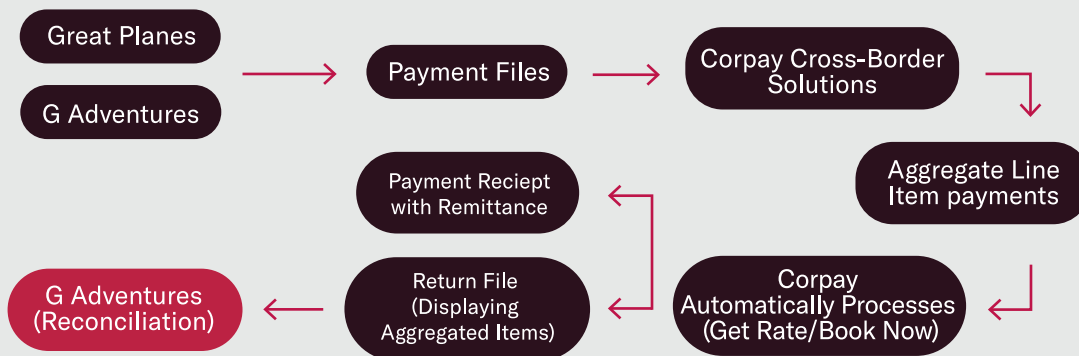 Great Planes
G Adventures
Payment Files
Corpay Cross-Border
Solutions
Aggregate Line
Item payments
Corpay
Automatically Processes
(Get Rate/Book Now)
Payment Reciept
with Remittance
Return File
(Displaying
Aggregated Items)
G Adventures
(Reconciliation)